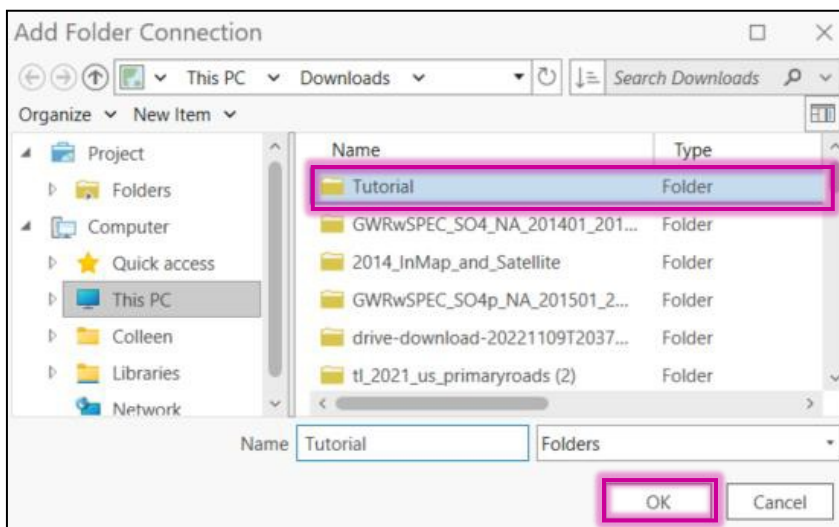 Add Folder Connection
This PC Downloads Search Downloads
Organize New Item
Project
Folders
Computer
Quick access
This PC
Colleen
Libraries
Network
Name Type
Tutorial Folder
GWRwSPEC_SO4_NA_201401_201... Folder
2014_InMap_and_Satellite Folder
GWRwSPEC_SO4p_NA_201501_2... Folder
drive-download-20221109T2037... Folder
tl_2021_us_primaryroads (2) Folder
Name Tutorial Folders
OK Cancel